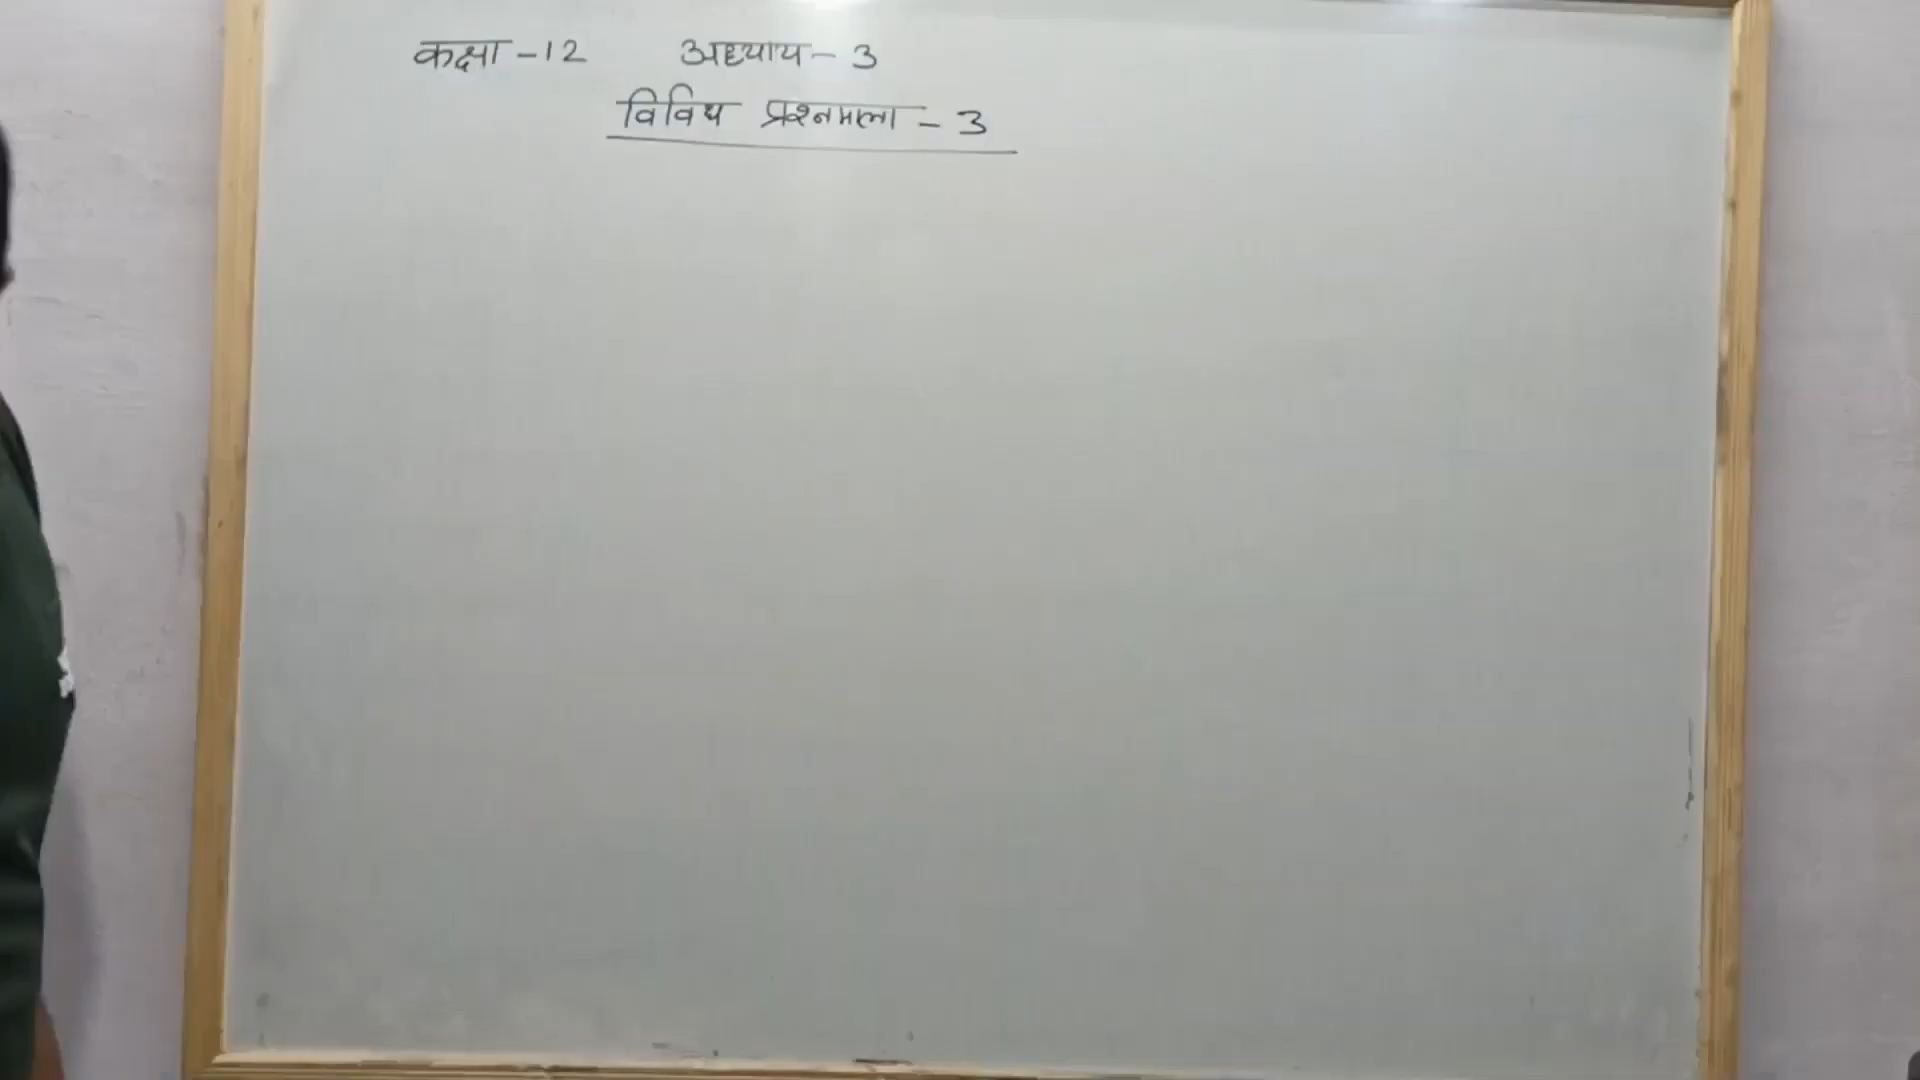 कक्षा - 12 अध्याय - 3
विविध प्रश्नमाला - 3